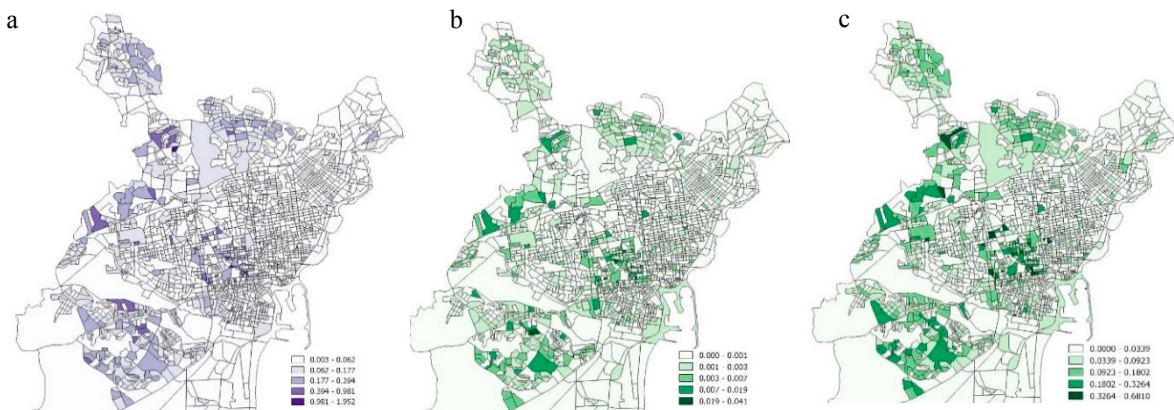 a
b
c
0.003 - 0.062
0.062 - 0.177
0.177 - 0.394
0.394 - 0.981
0.981 - 1.952
0.000 - 0.001
0.001 - 0.003
0.003 - 0.007
0.007 - 0.019
0.019 - 0.041
0.0000 - 0.0339
0.0339 - 0.0923
0.0923 - 0.1802
0.1802 - 0.3264
0.3264 - 0.6810